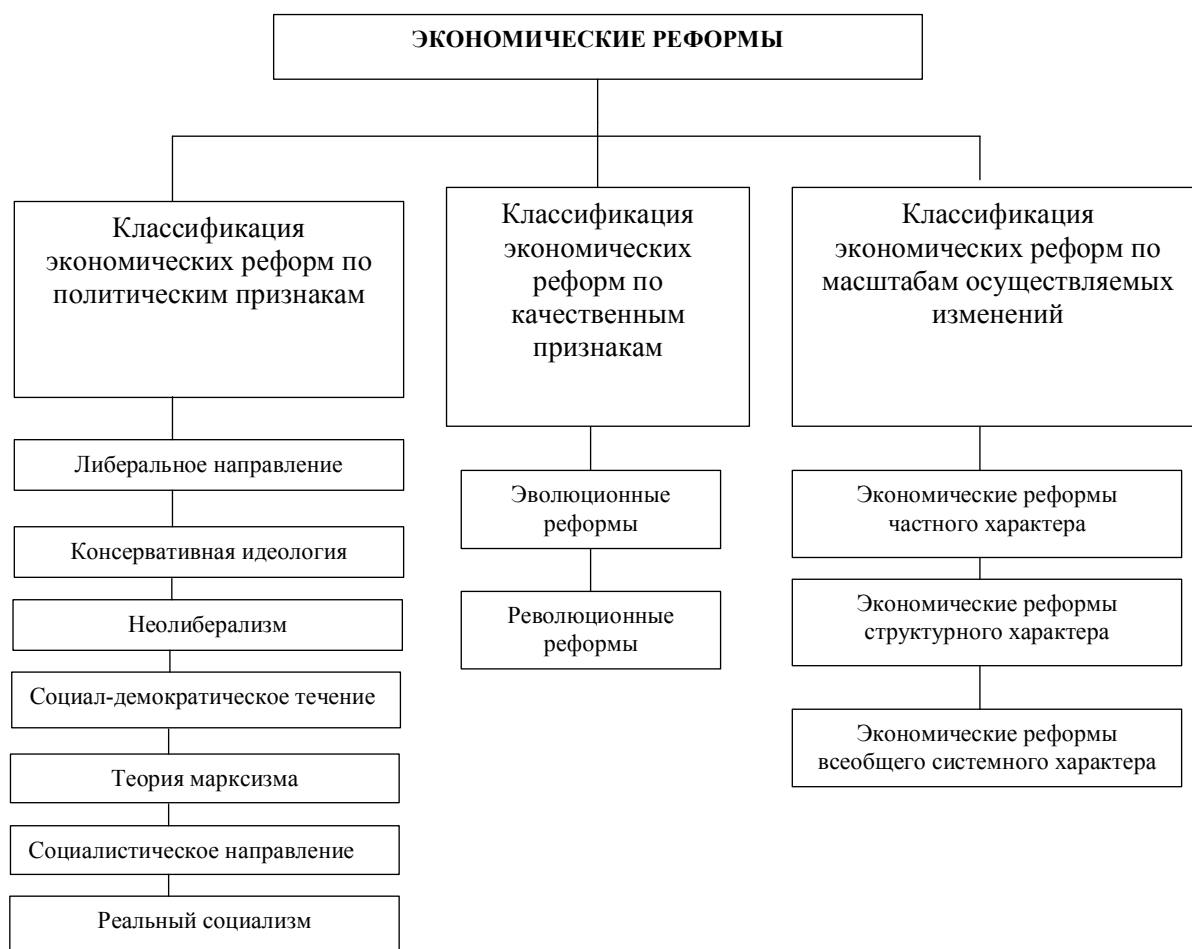 ЭКОНОМИЧЕСКИЕ РЕФОРМЫ
Классификация
экономических реформ по
политическим признакам
Либеральное направление
Консервативная идеология
Неолиберализм
Социал-демократическое течение
Теория марксизма
Социалистическое направление
Реальный социализм
Классификация
экономических
реформ по
качественным
признакам
Эволюционные
реформы
Революционные
реформы
Классификация
экономических реформ по
масштабам осуществляемых
изменений
Экономические реформы
частного характера
Экономические реформы
структурного характера
Экономические реформы
всеобщего системного характера